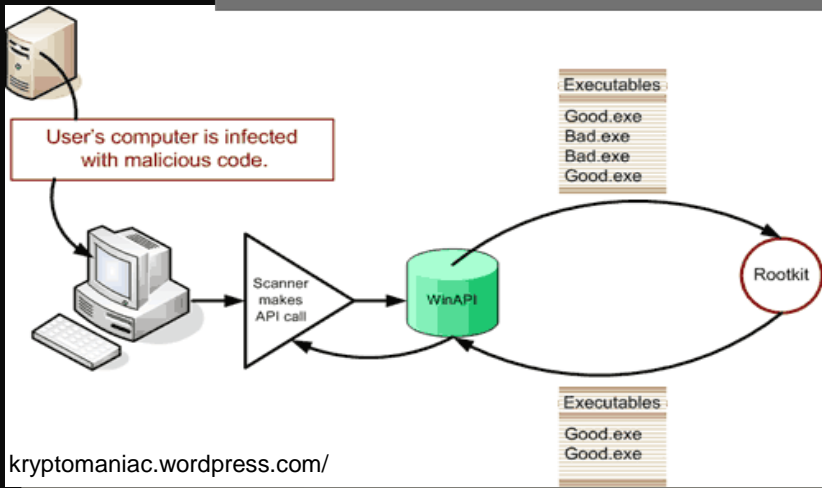 User's computer is infected
with malicious code.
Scanner
makes
API call
WinAPI
Executables
Good.exe
Bad.exe
Bad.exe
Good.exe
Rootkit
Executables
Good.exe
Good.exe
kryptomaniac.wordpress.com/